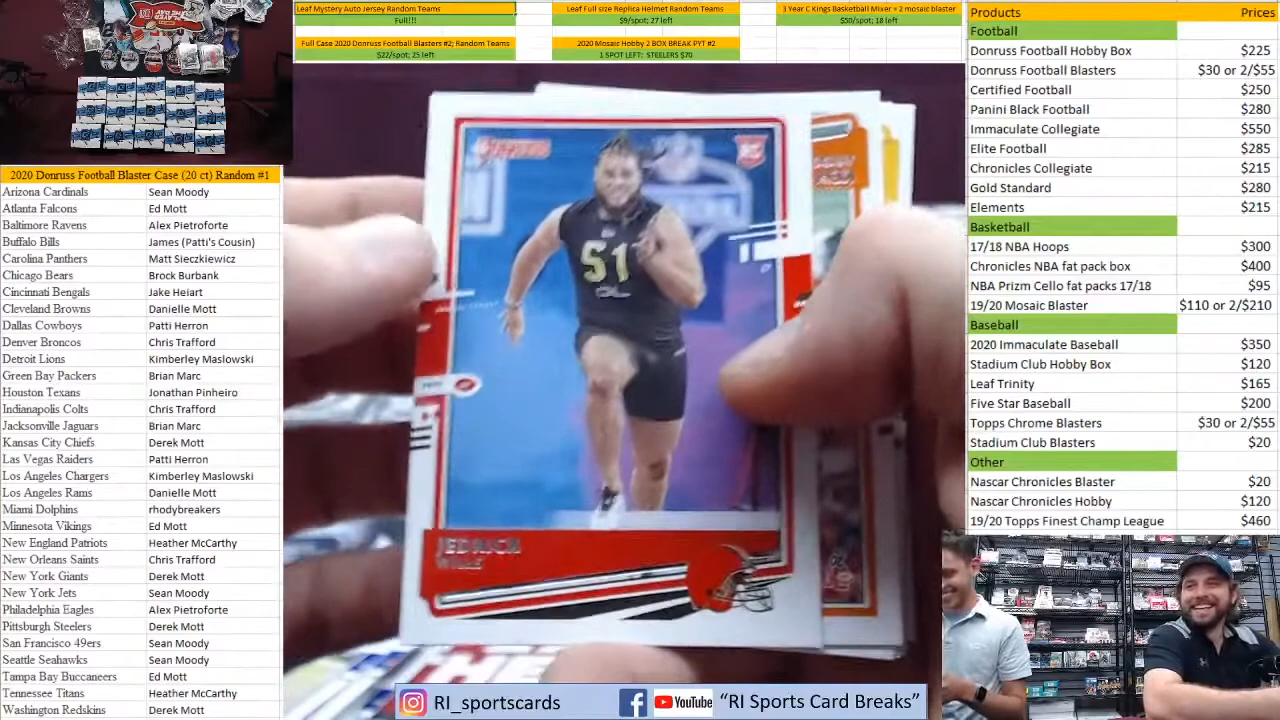 Leaf Mystery Auto Jersey Random Teams
Full!!!
Full Case 2020 Donruss Football Blasters #2; Random Teams
$22/spot; 25 left
Leaf Full size Replica Helmet Random Teams
$9/spot; 27 left
2020 Mosaic Hobby 2 BOX BREAK PYT #2
1 SPOT LEFT: STEELERS $70
3 Year C Kings Basketball Mixer + 2 mosaic blaster
$50/spot; 18 left
Products Prices
Football
Donruss Football Hobby Box $225
Donruss Football Blasters $30 or 2/$55
Certified Football $250
Panini Black Football $280
Immaculate Collegiate $550
Elite Football $285
Chronicles Collegiate $215
Gold Standard $280
Elements $215
Basketball
17/18 NBA Hoops $300
Chronicles NBA fat pack box $400
NBA Prizm Cello fat packs 17/18 $95
19/20 Mosaic Blaster $110 or 2/$210
Baseball
2020 Immaculate Baseball $350
Stadium Club Hobby Box $120
Leaf Trinity $165
Five Star Baseball $200
Topps Chrome Blasters $30 or 2/$55
Stadium Club Blasters $20
Other
Nascar Chronicles Blaster $20
Nascar Chronicles Hobby $120
19/20 Topps Finest Champ League $460
2020 Donruss Football Blaster Case (20 ct) Random #1
Arizona Cardinals Sean Moody
Atlanta Falcons Ed Mott
Baltimore Ravens Alex Pietroforte
Buffalo Bills James (Patti's Cousin)
Carolina Panthers Matt Sieczkiewicz
Chicago Bears Brock Burbank
Cincinnati Bengals Jake Heiart
Cleveland Browns Danielle Mott
Dallas Cowboys Patti Herron
Denver Broncos Chris Trafford
Detroit Lions Kimberley Maslowski
Green Bay Packers Brian Marc
Houston Texans Jonathan Pinheiro
Indianapolis Colts Chris Trafford
Jacksonville Jaguars Brian Marc
Kansas City Chiefs Derek Mott
Las Vegas Raiders Patti Herron
Los Angeles Chargers Kimberley Maslowski
Los Angeles Rams Danielle Mott
Miami Dolphins rhodybreakers
Minnesota Vikings Ed Mott
New England Patriots Heather McCarthy
New Orleans Saints Chris Trafford
New York Giants Derek Mott
New York Jets Sean Moody
Philadelphia Eagles Alex Pietroforte
Pittsburgh Steelers Derek Mott
San Francisco 49ers Sean Moody
Seattle Seahawks Sean Moody
Tampa Bay Buccaneers Ed Mott
Tennessee Titans Heather McCarthy
Washington Redskins Derek Mott
Donruss
51
OL
JEDRICK
WILLS
RI_sportscards
YouTube
"RI Sports Card Breaks"